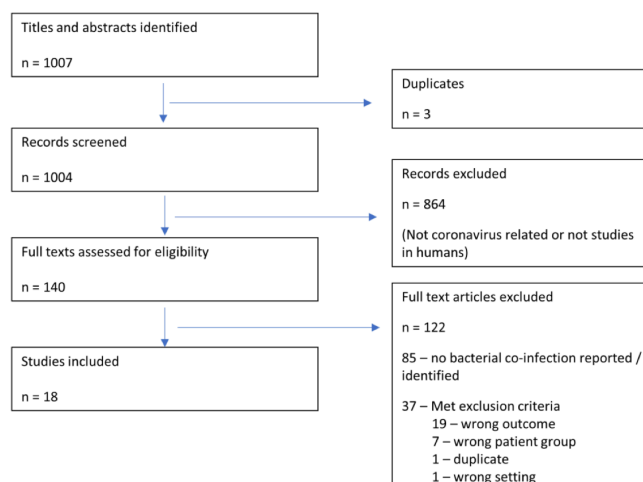 Titles and abstracts identified
n = 1007
Duplicates
n = 3
Records screened
n = 1004
Records excluded
n = 864
(Not coronavirus related or not studies
in humans)
Full texts assessed for eligibility
n = 140
Full text articles excluded
n = 122
85 – no bacterial co-infection reported /
identified
37 – Met exclusion criteria
19 – wrong outcome
7 – wrong patient group
1 – duplicate
1 – wrong setting
Studies included
n = 18